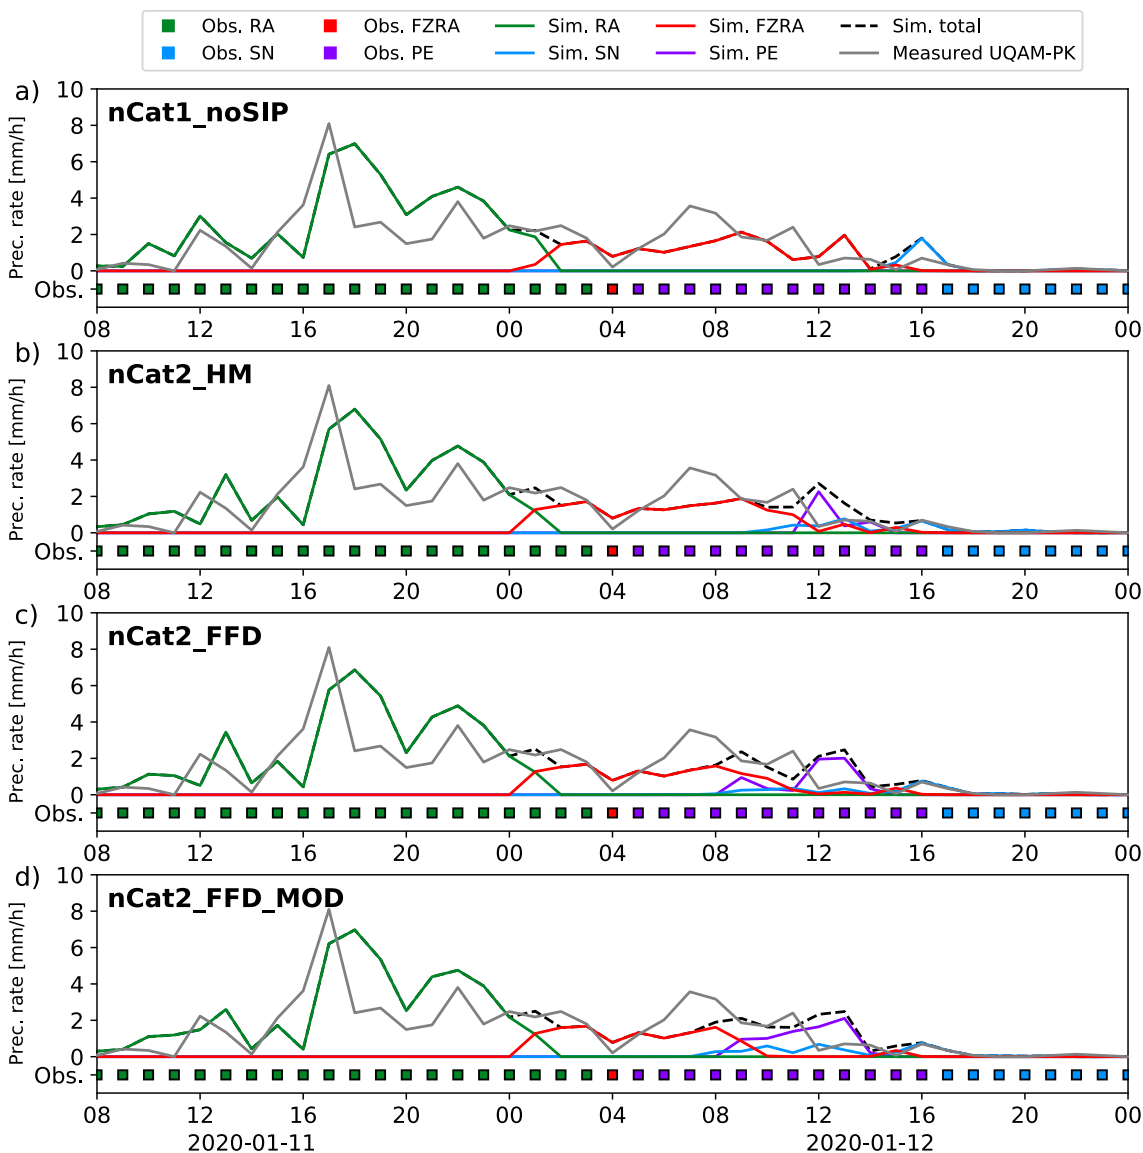 Obs. RA Obs. FZRA Sim. RA Sim. FZRA Sim. total
Obs. SN Obs. PE Sim. SN Sim. PE Measured UQAM-PK
a)
nCat1_noSIP
Prec. rate [mm/h]
10
8
6
4
2
0
Obs.
08 12 16 20 00 04 08 12 16 20 00
b)
nCat2_HM
Prec. rate [mm/h]
10
8
6
4
2
0
Obs.
08 12 16 20 00 04 08 12 16 20 00
c)
nCat2_FFD
Prec. rate [mm/h]
10
8
6
4
2
0
Obs.
08 12 16 20 00 04 08 12 16 20 00
d)
nCat2_FFD_MOD
Prec. rate [mm/h]
10
8
6
4
2
0
Obs.
08 12 16 20 00 04 08 12 16 20 00
2020-01-11 2020-01-12